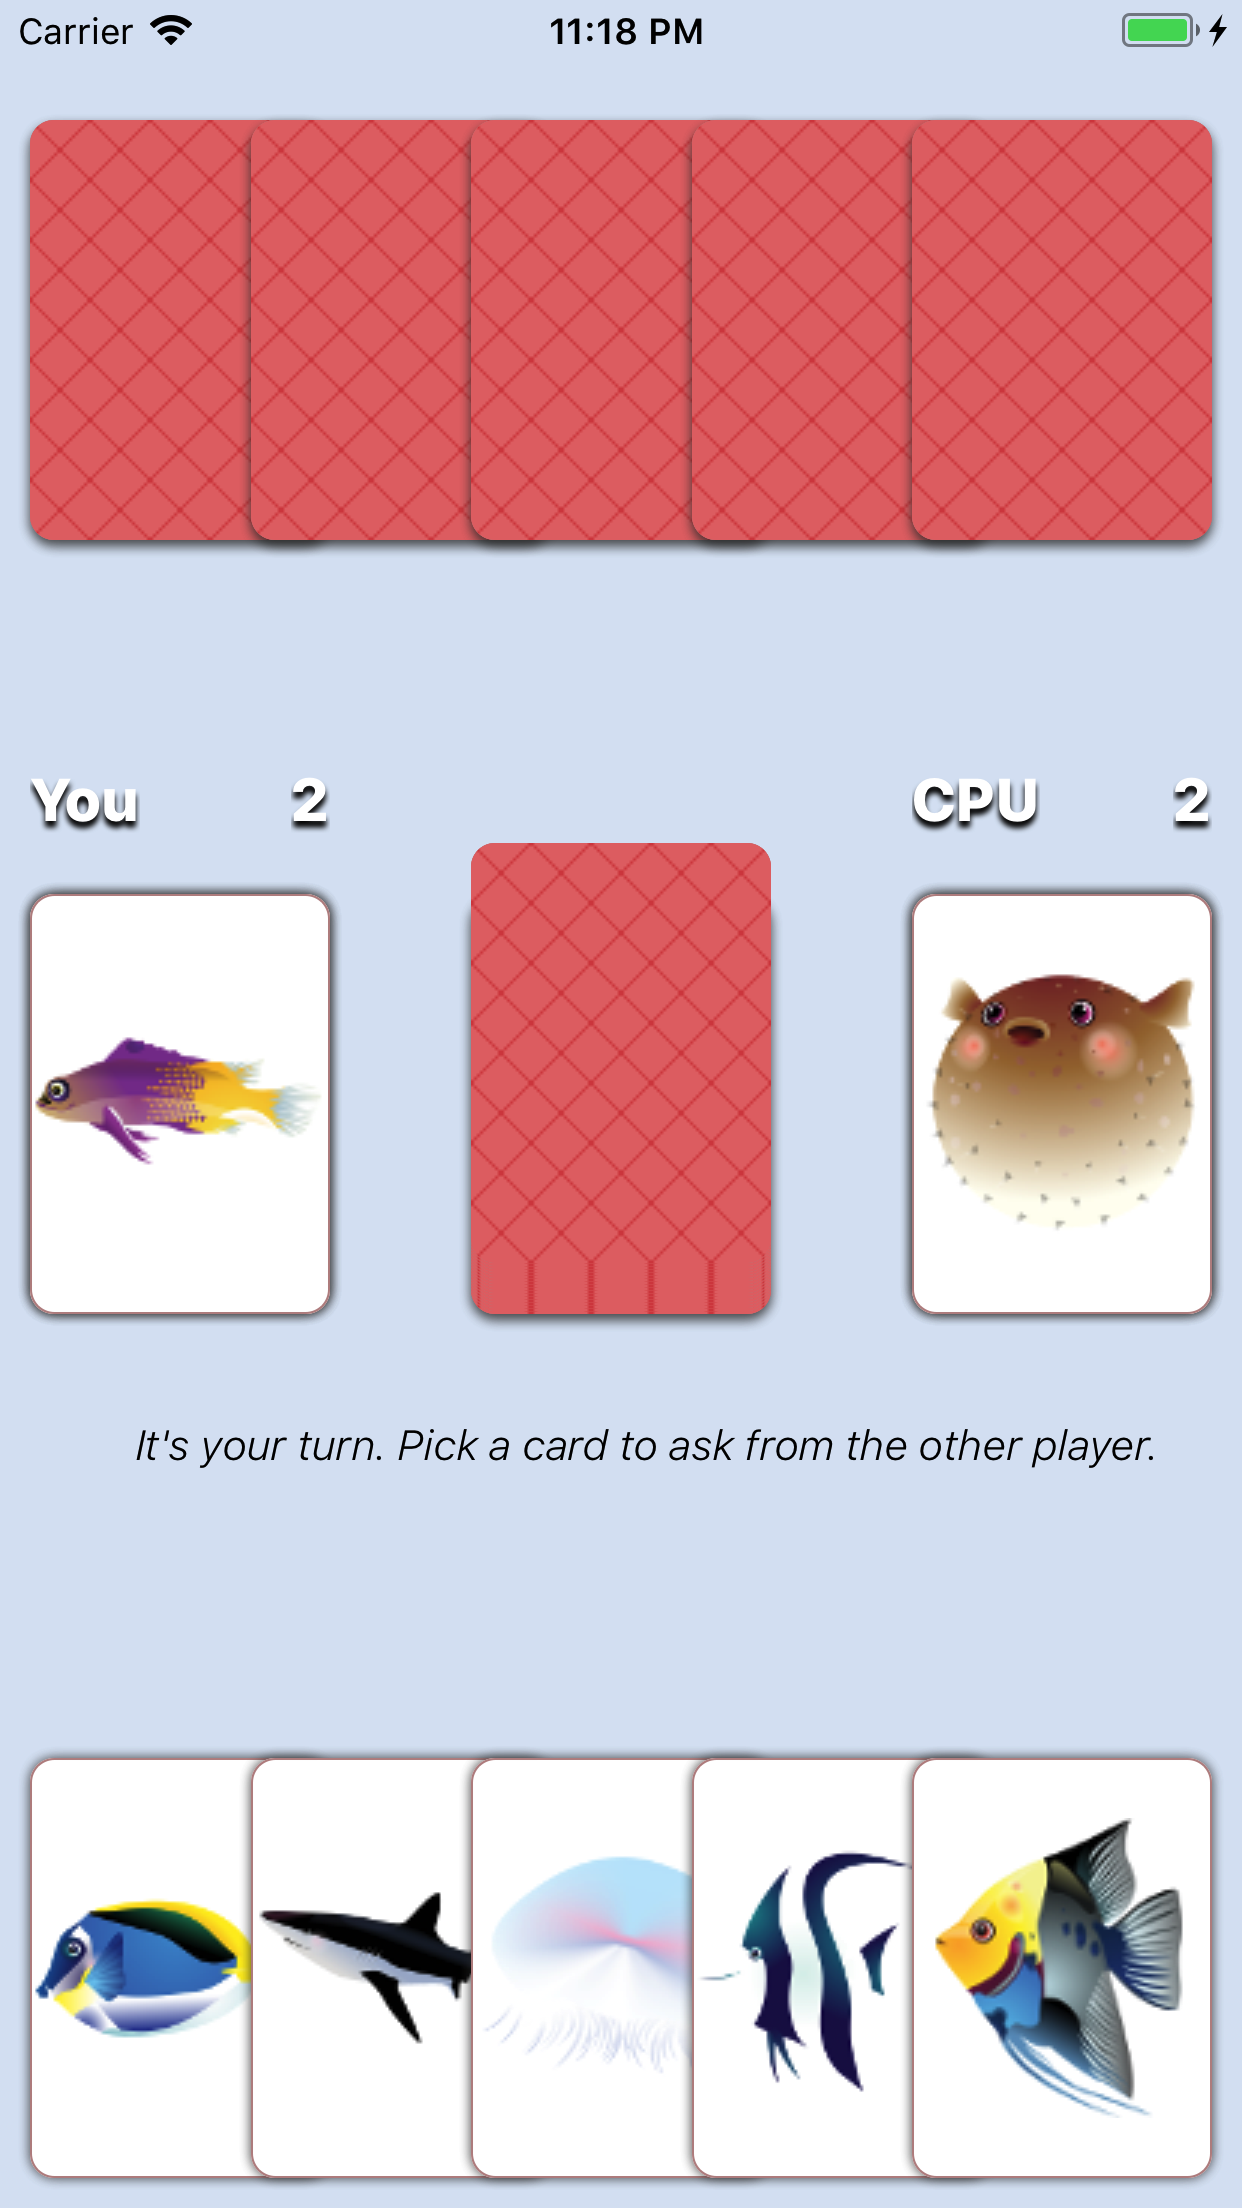 Carrier 11:18 PM
You 2 CPU 2
It's your turn. Pick a card to ask from the other player.